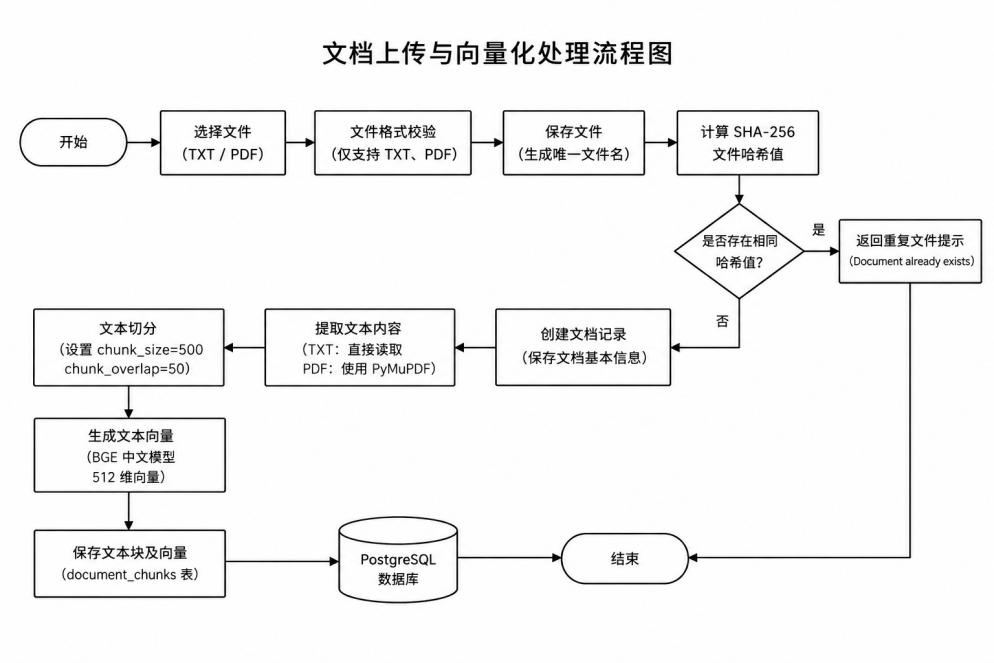 文档上传与向量化处理流程图
开始
选择文件
（TXT / PDF）
文件格式校验
（仅支持 TXT、PDF）
保存文件
（生成唯一文件名）
计算 SHA-256
文件哈希值
是否存在相同
哈希值？
是
返回重复文件提示
（Document already exists）
否
创建文档记录
（保存文档基本信息）
提取文本内容
（TXT：直接读取
PDF：使用 PyMuPDF）
文本切分
（设置 chunk_size=500
chunk_overlap=50）
生成文本向量
（BGE 中文模型
512 维向量）
保存文本块及向量
（document_chunks 表）
PostgreSQL
数据库
结束